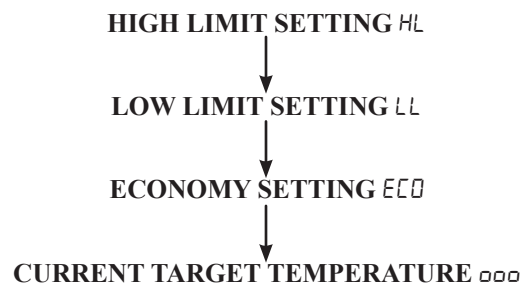 HIGH LIMIT SETTING HL
LOW LIMIT SETTING LL
ECONOMY SETTING ECO
CURRENT TARGET TEMPERATURE ooo